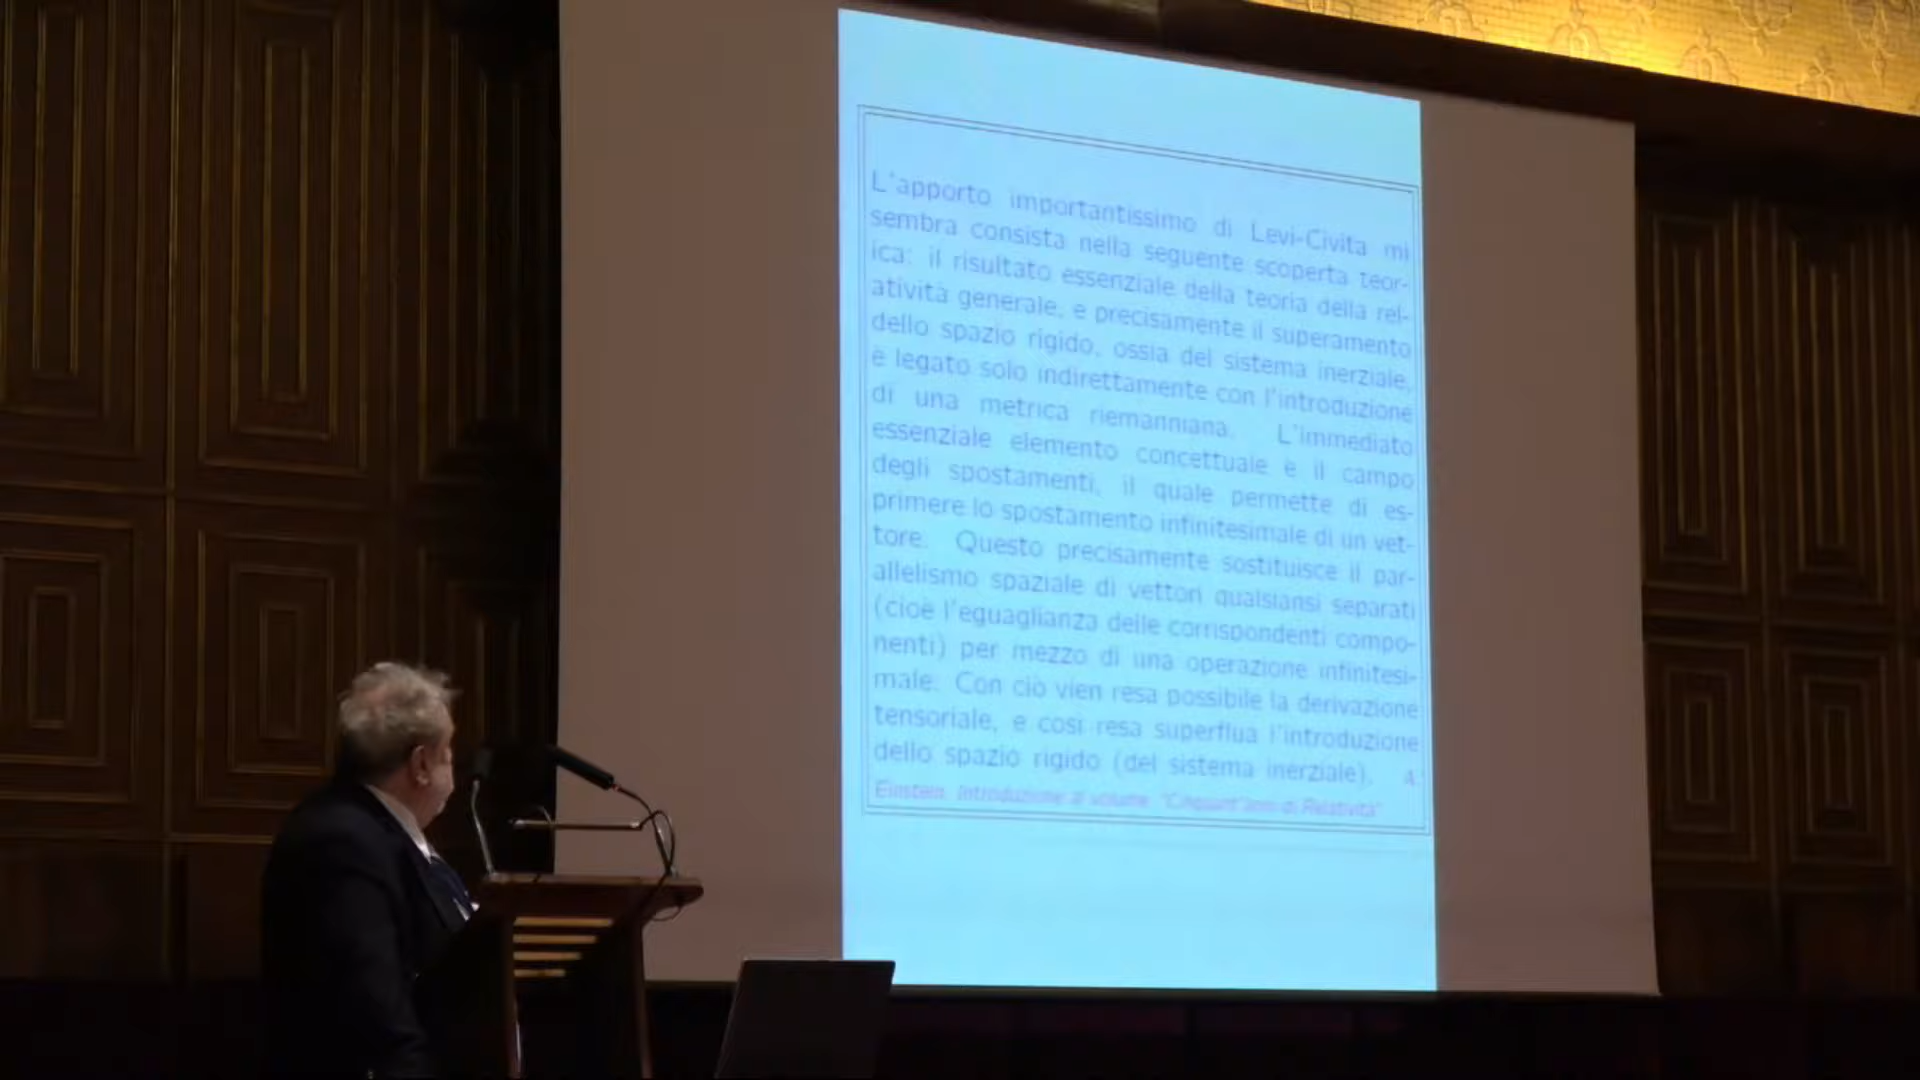 L'apporto importantissimo di Levi-Civita mi
sembra consista nella seguente scoperta teor-
ica: il risultato essenziale della teoria della rel-
atività generale, e precisamente il superamento
dello spazio rigido, ossia del sistema inerziale,
è legato solo indirettamente con l'introduzione
di una metrica riemanniana. L'immediato
essenziale elemento concettuale è il campo
degli spostamenti, il quale permette di es-
primere lo spostamento infinitesimale di un vet-
tore. Questo precisamente sostituisce il par-
allelismo spaziale di vettori qualsiansi separati
(cioè l'eguaglianza delle corrispondenti compo-
nenti) per mezzo di una operazione infinitesi-
male. Con ciò vien resa possibile la derivazione
tensoriale, e così resa superflua l'introduzione
dello spazio rigido (del sistema inerziale). A.
Einstein. Introduzione al volume "Cinquant'anni di Relatività"